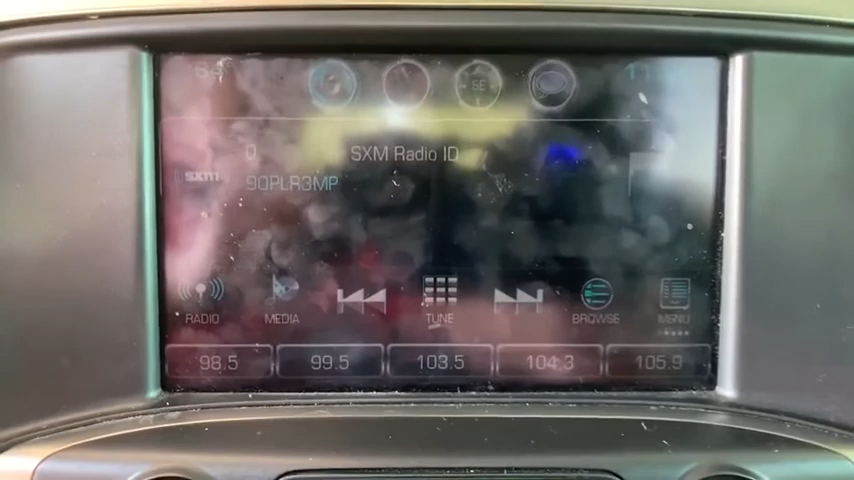 0 SXM Radio ID
sxm 90PLR3MP
RADIO MEDIA TUNE BROWSE MENU
98.5 99.5 103.5 104.3 105.9